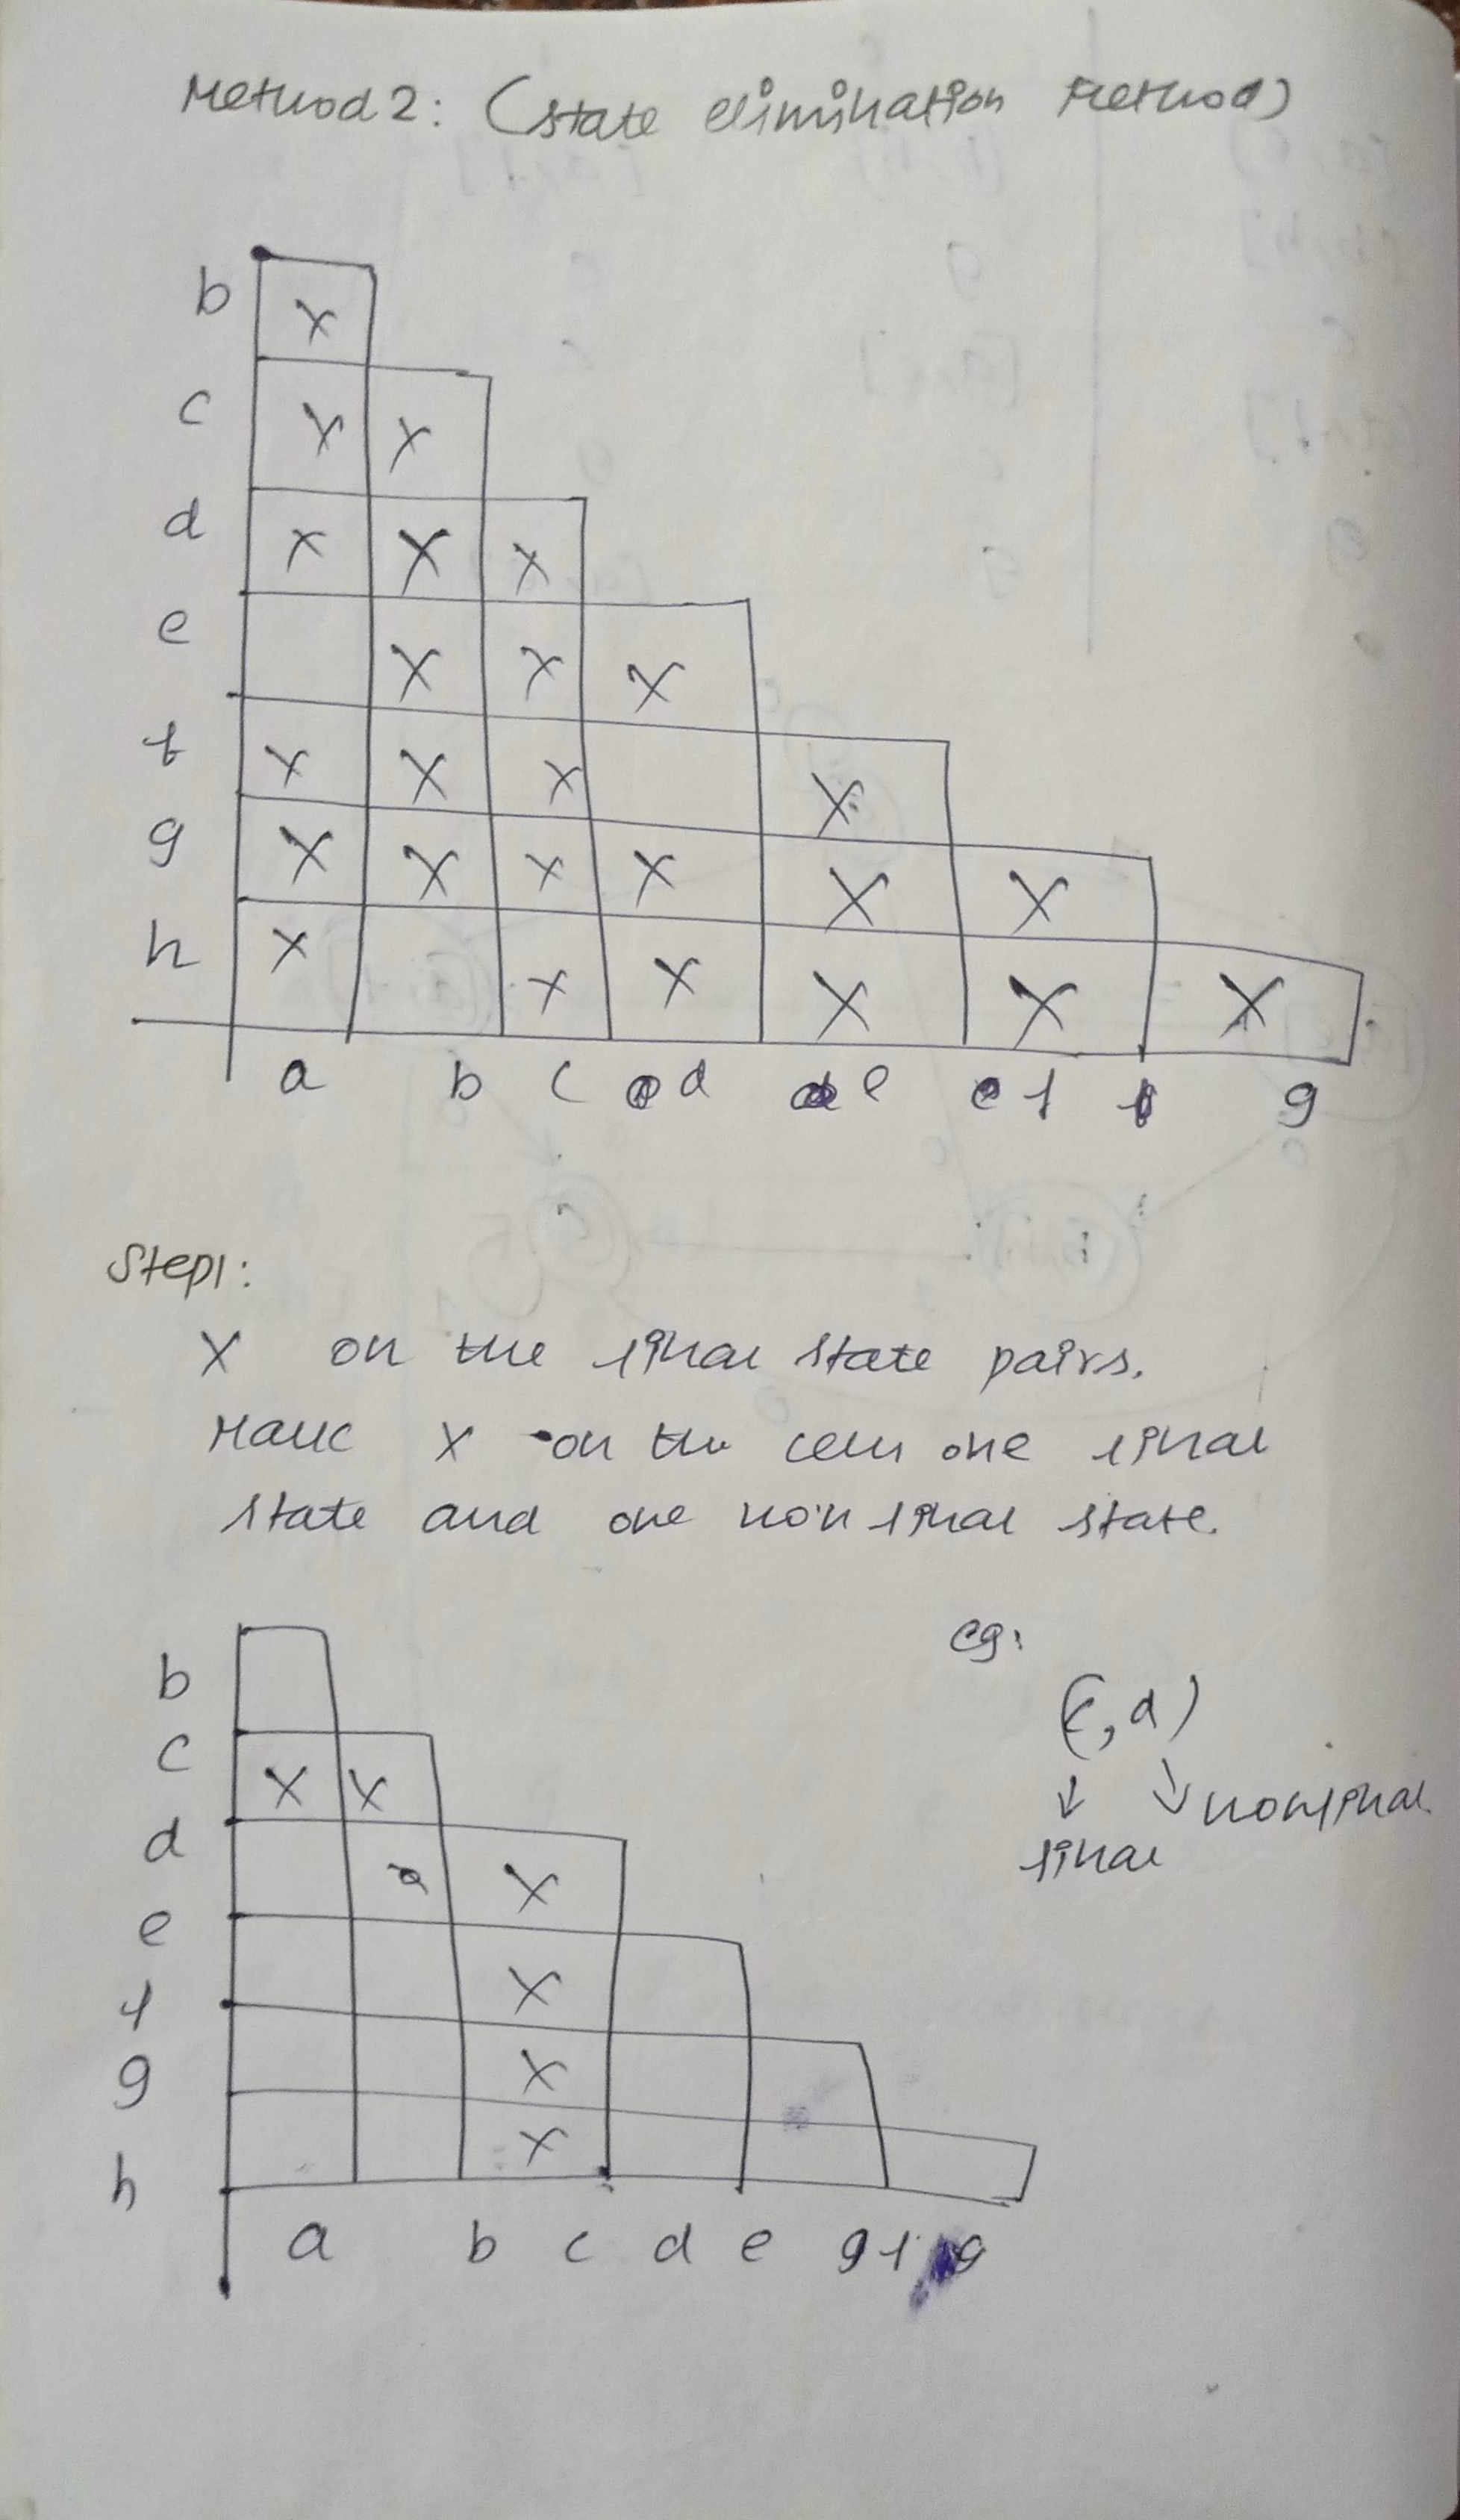 Method 2: (state elimination Method)
b X
c X X
d X X X
e X X X
f X X X X
g X X X X X X
h X X X X X X
a b c d e f g
Step1:
X on the final state pairs.
Mark X on the cells one final
state and one non final state.
b
c X X
eg:
(c, d)
d X
nonfinal
final
e X
f
g X
h X
a b c d e g f g